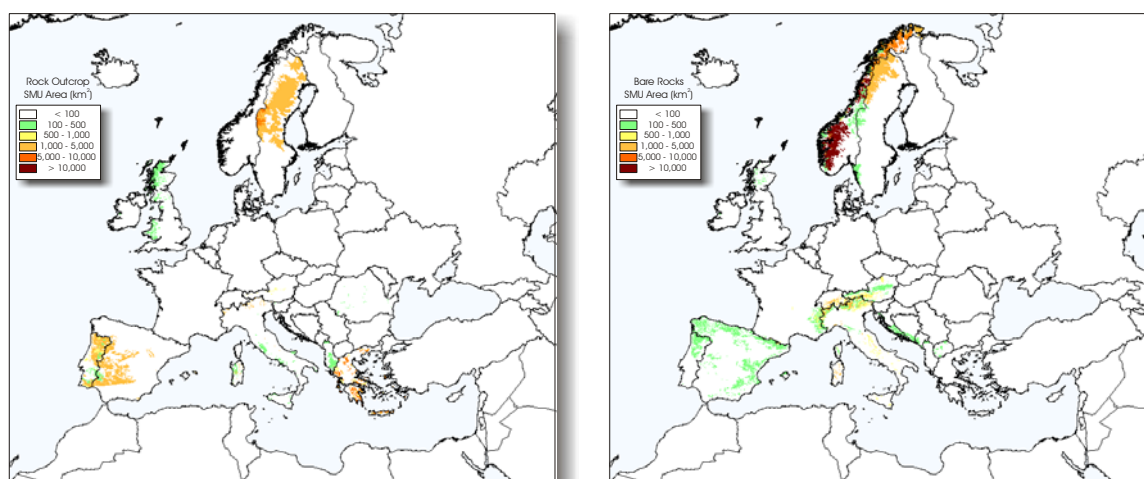 Rock Outcrop
SMU Area (km²)
< 100
100 - 500
500 - 1,000
1,000 - 5,000
5,000 - 10,000
> 10,000
Bare Rocks
SMU Area (km²)
< 100
100 - 500
500 - 1,000
1,000 - 5,000
5,000 - 10,000
> 10,000